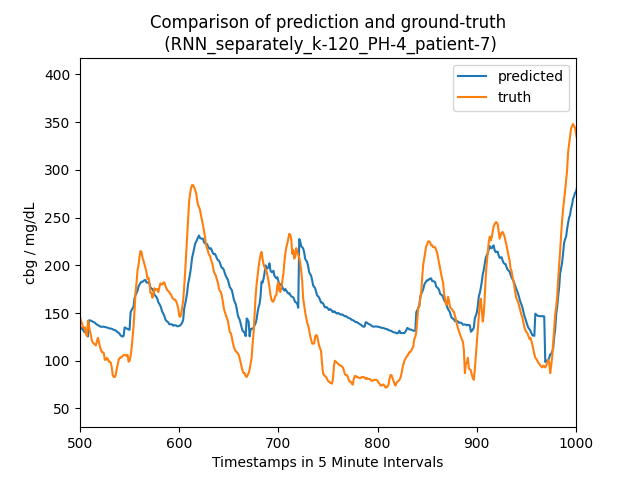 Comparison of prediction and ground-truth
(RNN_separately_k-120_PH-4_patient-7)
predicted
truth
400
350
300
250
200
150
100
50
cbg / mg/dL
500
600
700
800
900
1000
Timestamps in 5 Minute Intervals